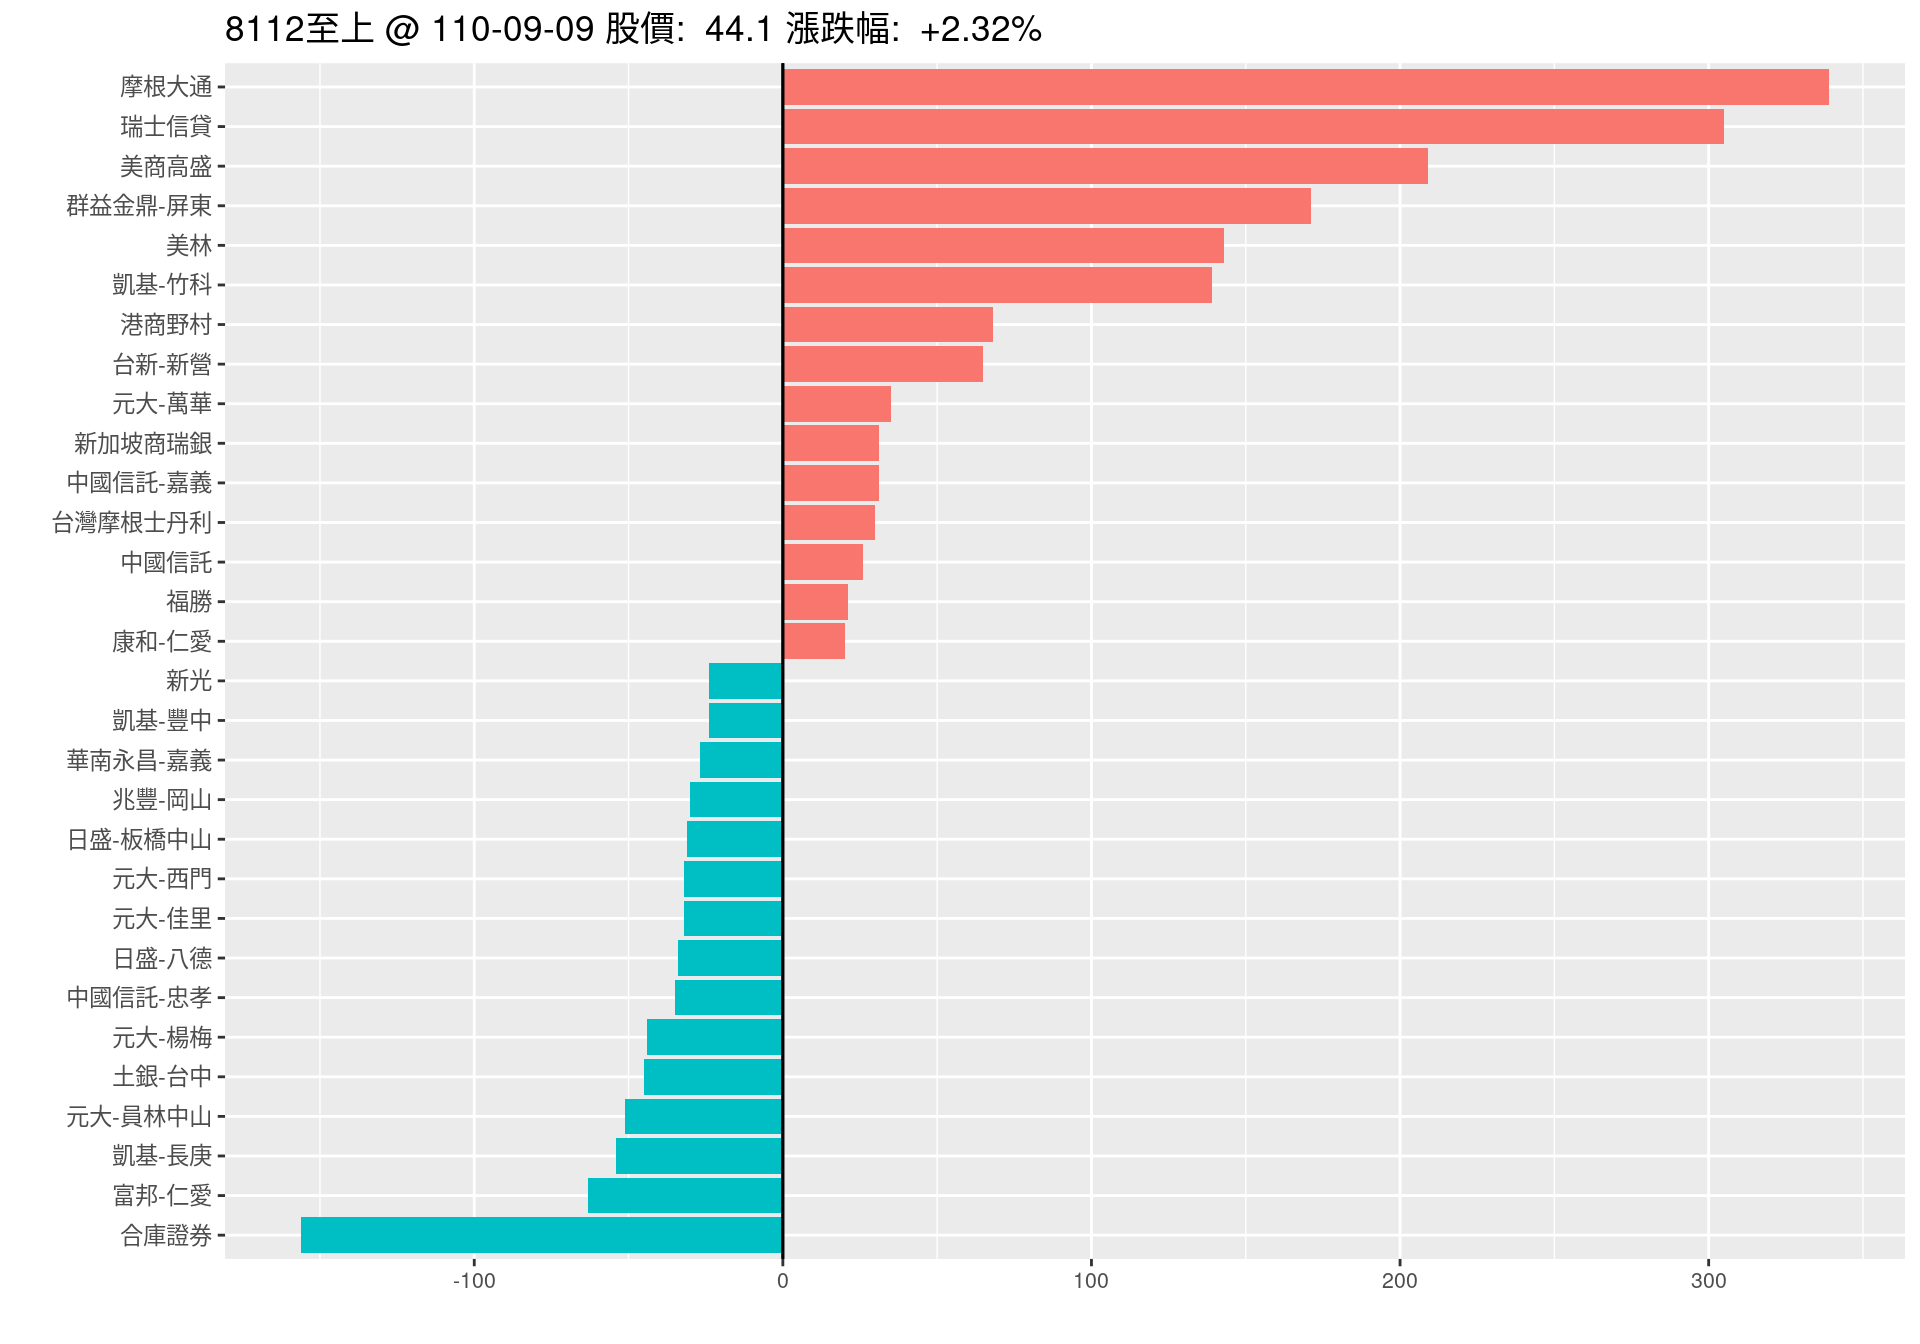 8112至上 @ 110-09-09 股價:  44.1 漲跌幅:  +2.32%
摩根大通
瑞士信貸
美商高盛
群益金鼎-屏東
美林
凱基-竹科
港商野村
台新-新營
元大-萬華
新加坡商瑞銀
中國信託-嘉義
台灣摩根士丹利
中國信託
福勝
康和-仁愛
新光
凱基-豐中
華南永昌-嘉義
兆豐-岡山
日盛-板橋中山
元大-西門
元大-佳里
日盛-八德
中國信託-忠孝
元大-楊梅
土銀-台中
元大-員林中山
凱基-長庚
富邦-仁愛
合庫證券
-100 0 100 200 300